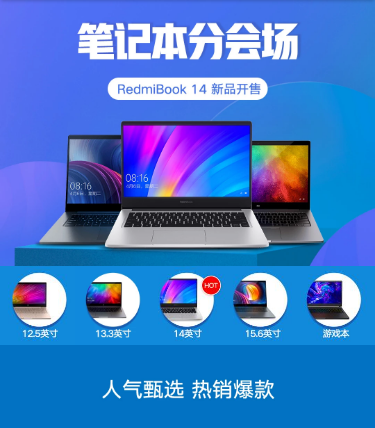 笔记本分会场
RedmiBook 14 新品开售
08:16
08:16
HOT
12.5英寸
13.3英寸
14英寸
15.6英寸
游戏本
人气甄选 热销爆款